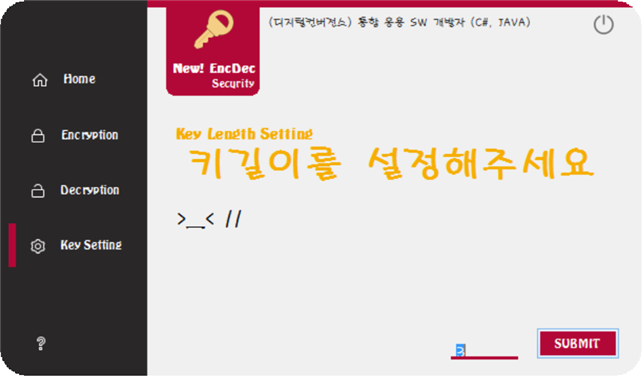 (디지털컨버전스) 통합 응용 SW 개발자 (C#, JAVA)
New! EncDec
Security
Home
Encryption
Decryption
Key Setting
?
Key Length Setting
키길이를 설정해주세요
>__< //
SUBMIT